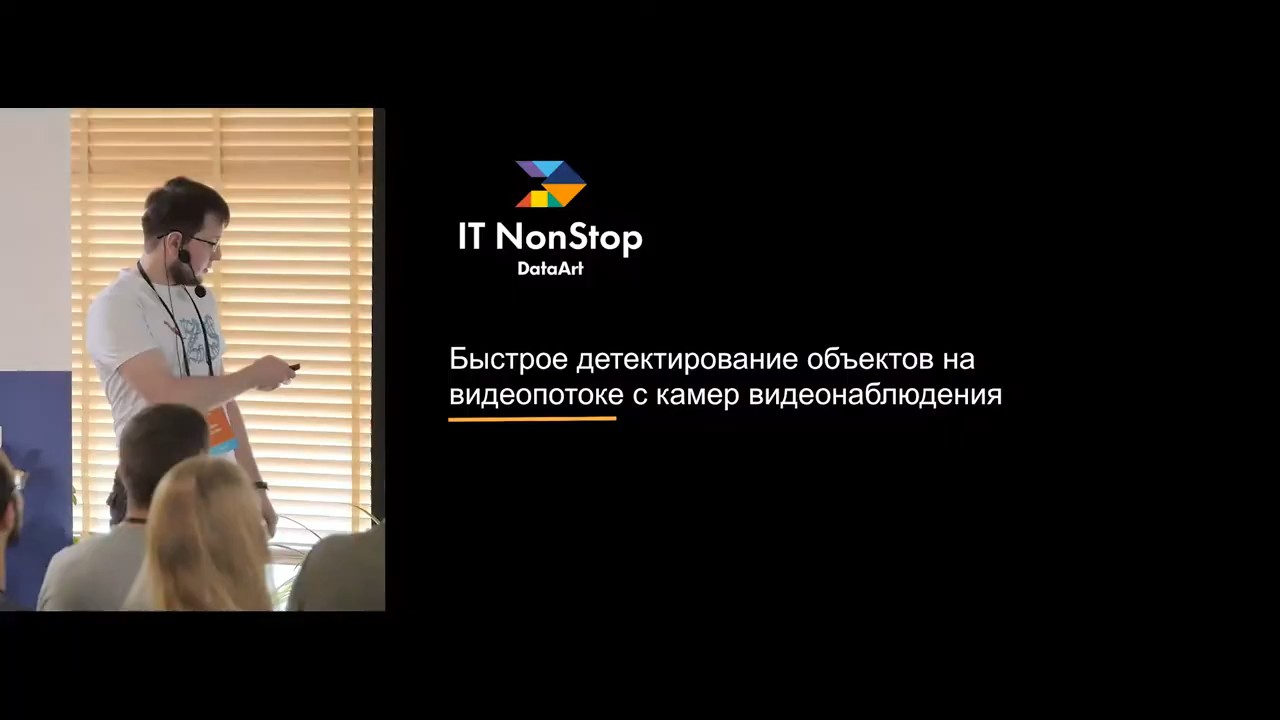 IT NonStop
DataArt
Быстрое детектирование объектов на
видеопотоке с камер видеонаблюдения